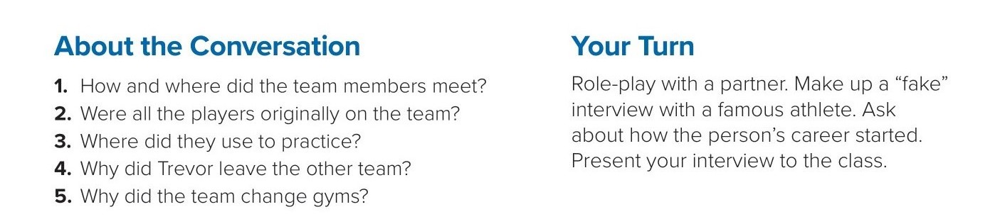 About the Conversation
1. How and where did the team members meet?
2. Were all the players originally on the team?
3. Where did they use to practice?
4. Why did Trevor leave the other team?
5. Why did the team change gyms?
Your Turn
Role-play with a partner. Make up a “fake”
interview with a famous athlete. Ask
about how the person’s career started.
Present your interview to the class.